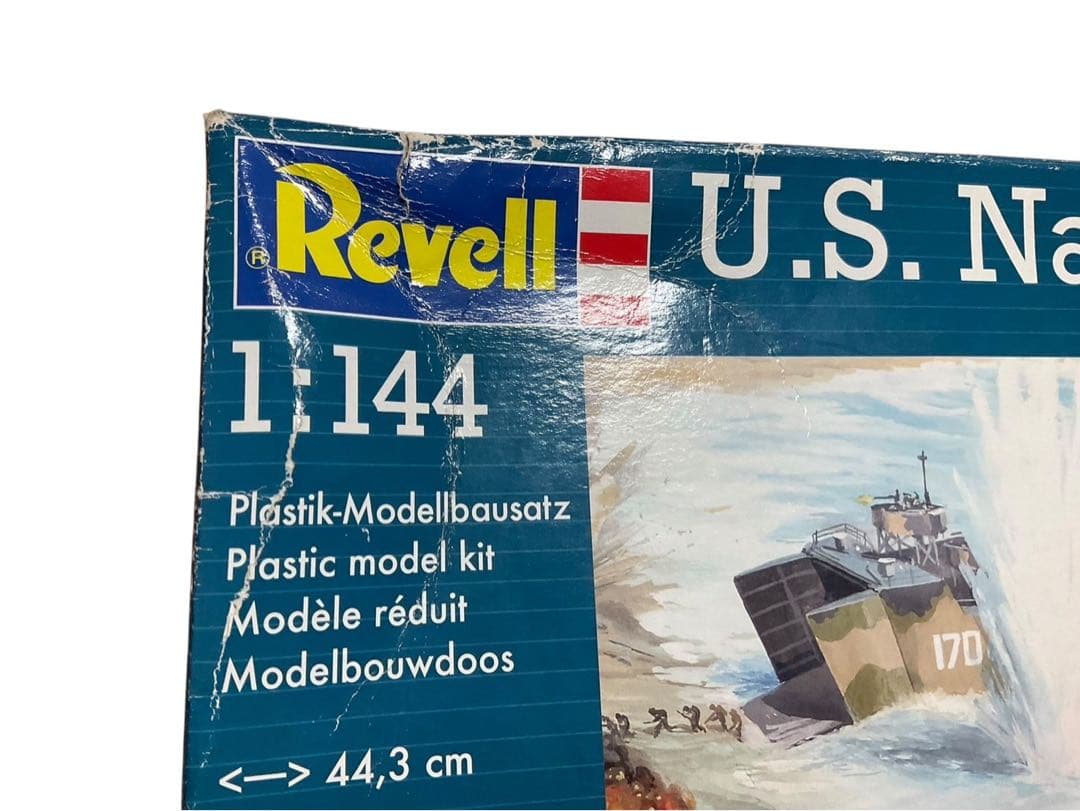 ® Revell
U.S. Na
1:144
Plastik-Modellbausatz
Plastic model kit
Modèle réduit
Modelbouwdoos
<—> 44,3 cm
170